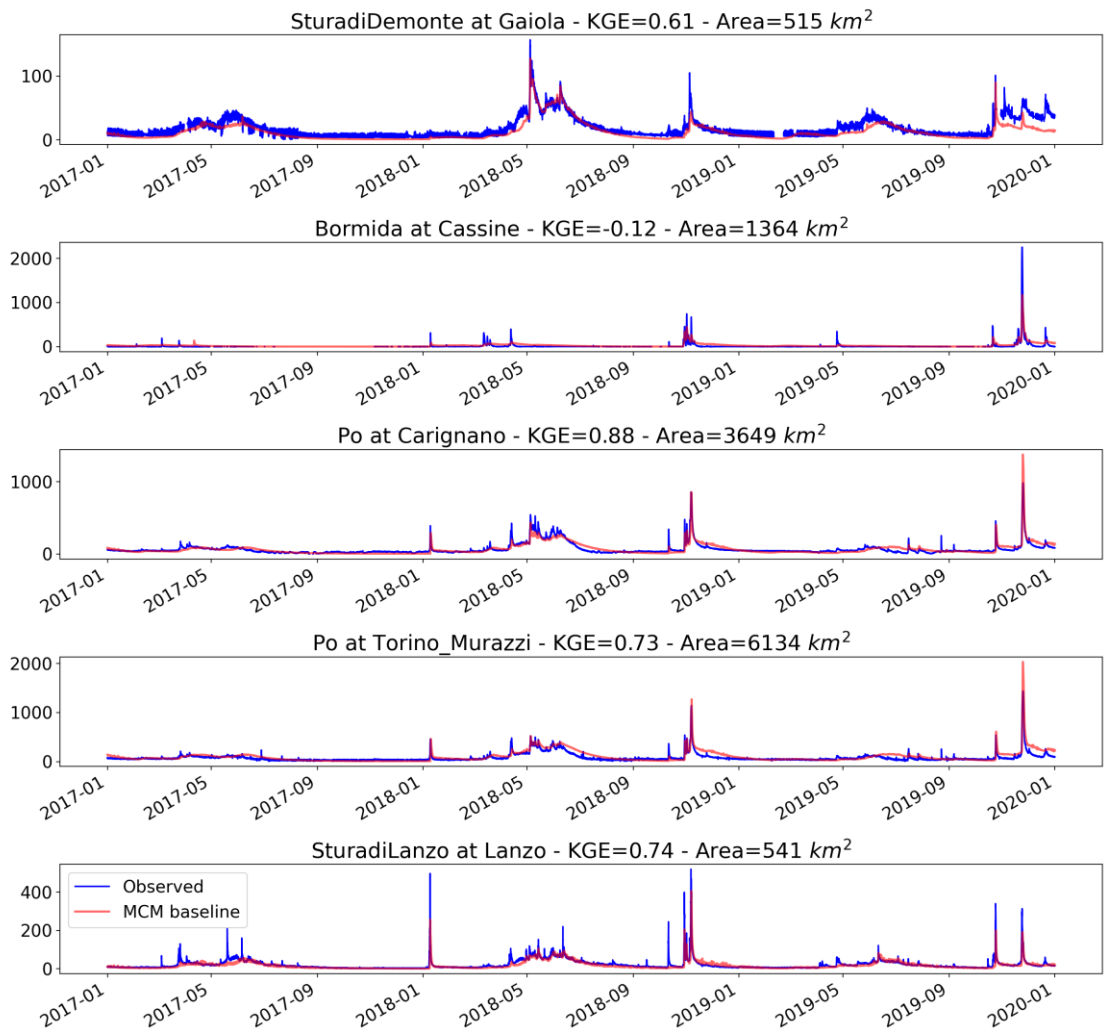 SturadiDemonte at Gaiola - KGE=0.61 - Area=515 km²
100
0
2017-01 2017-05 2017-09 2018-01 2018-05 2018-09 2019-01 2019-05 2019-09 2020-01
Bormida at Cassine - KGE=-0.12 - Area=1364 km²
2000
1000
0
2017-01 2017-05 2017-09 2018-01 2018-05 2018-09 2019-01 2019-05 2019-09 2020-01
Po at Carignano - KGE=0.88 - Area=3649 km²
1000
0
2017-01 2017-05 2017-09 2018-01 2018-05 2018-09 2019-01 2019-05 2019-09 2020-01
Po at Torino_Murazzi - KGE=0.73 - Area=6134 km²
2000
1000
0
2017-01 2017-05 2017-09 2018-01 2018-05 2018-09 2019-01 2019-05 2019-09 2020-01
SturadiLanzo at Lanzo - KGE=0.74 - Area=541 km²
400
200
0
Observed
MCM baseline
2017-01 2017-05 2017-09 2018-01 2018-05 2018-09 2019-01 2019-05 2019-09 2020-01